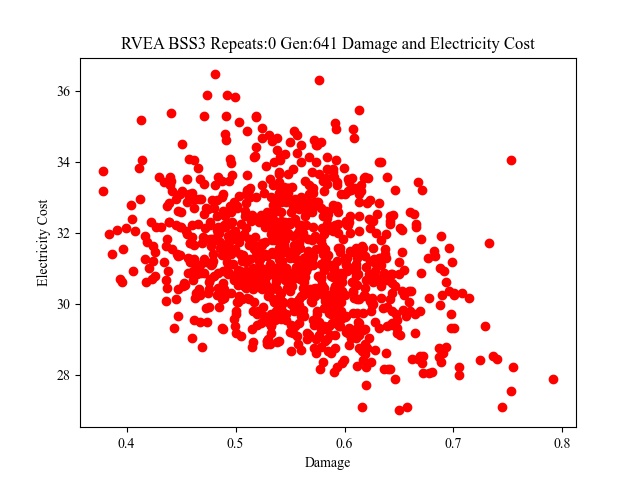 RVEA BSS3 Repeats:0 Gen:641 Damage and Electricity Cost
36
34
32
30
28
Electricity Cost
0.4 0.5 0.6 0.7 0.8
Damage